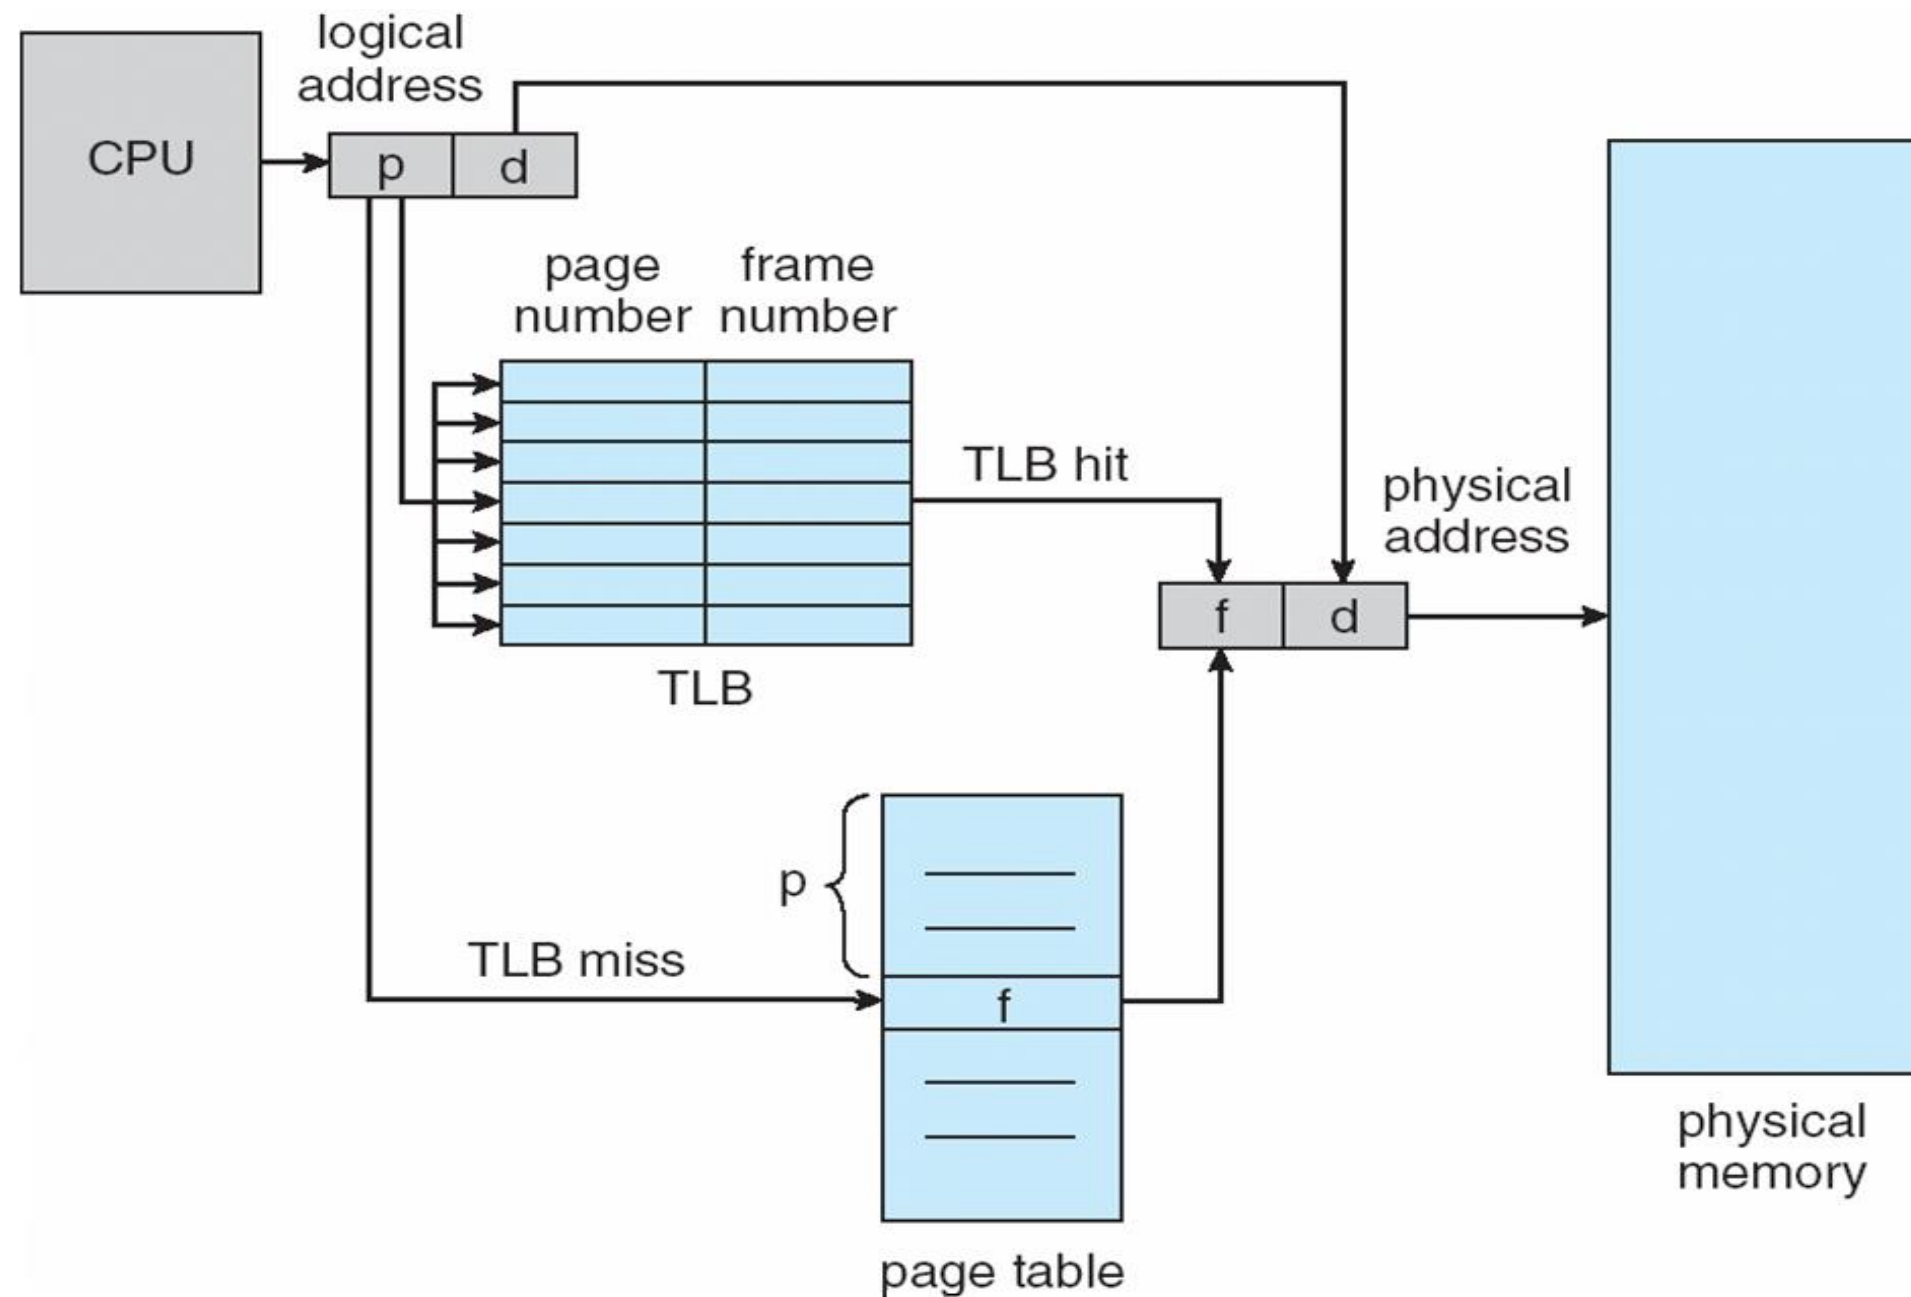 logical
address
CPU
p
d
page
number
frame
number
TLB hit
physical
address
f
d
TLB
p
TLB miss
f
physical
memory
page table